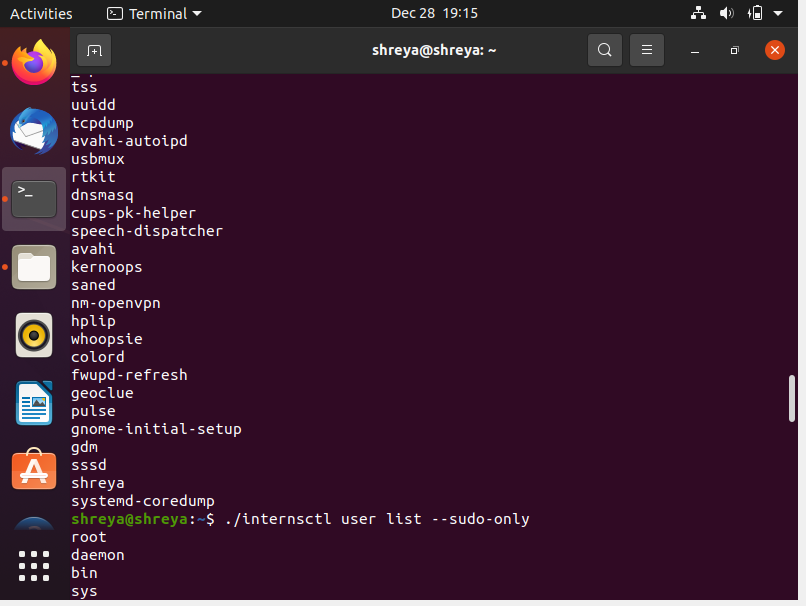 Activities
Terminal
Dec 28 19:15
shreya@shreya: ~
tss
uuidd
tcpdump
avahi-autoipd
usbmux
rtkit
dnsmasq
cups-pk-helper
speech-dispatcher
avahi
kernoops
saned
nm-openvpn
hplip
whoopsie
colord
fwupd-refresh
geoclue
pulse
gnome-initial-setup
gdm
sssd
shreya
systemd-coredump
shreya@shreya:~$ ./internsctl user list --sudo-only
root
daemon
bin
sys